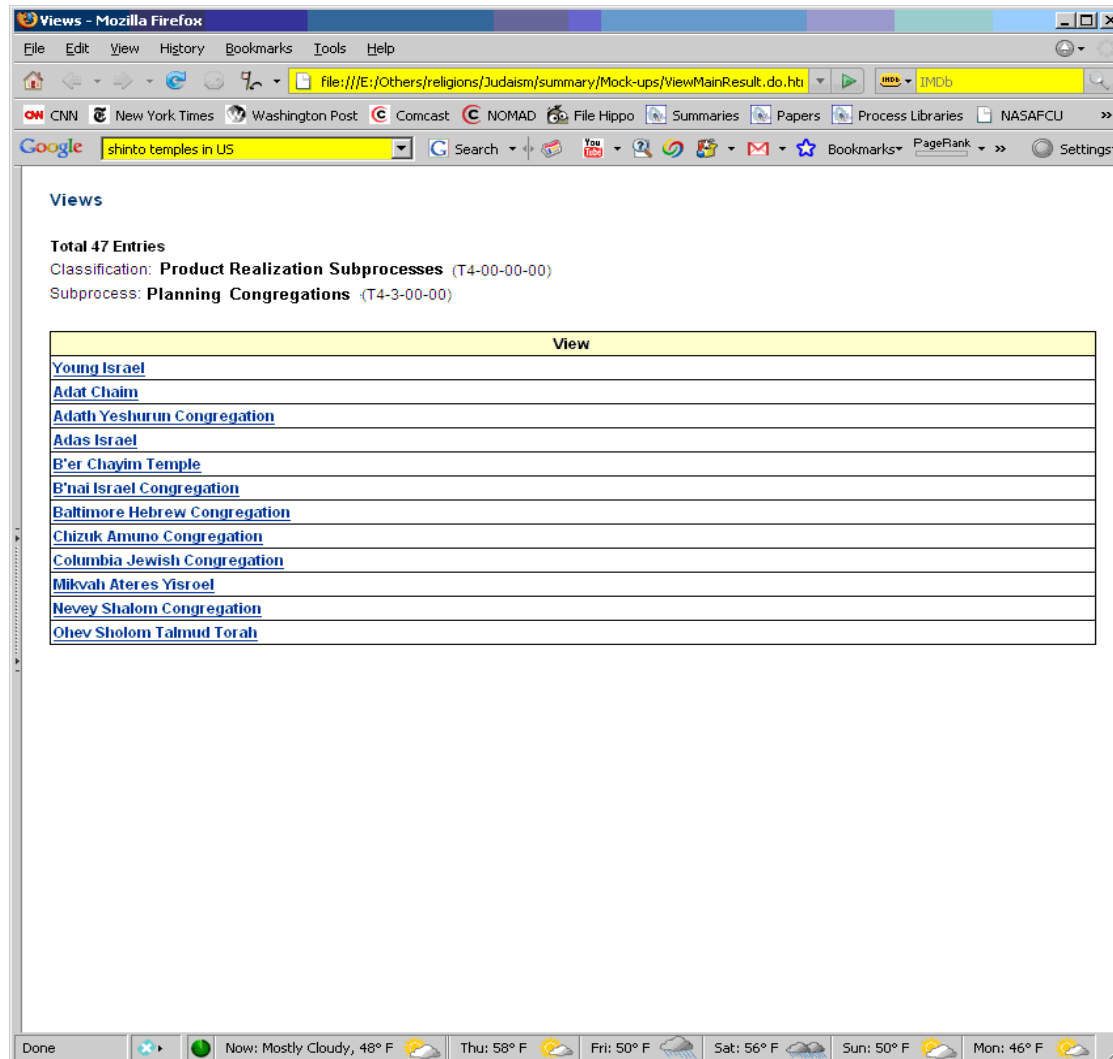 Views - Mozilla Firefox
File Edit View History Bookmarks Tools Help
file:///E:/Others/religions/Judaism/summary/Mock-ups/ViewMainResult.do.ht IMDb IMDb
CNN CNN New York Times Washington Post Comcast NOMAD File Hippo Summaries Papers Process Libraries NASAFCU »
Google shinto temples in US G Search You Tube Bookmarks PageRank » Settings
Views
Total 47 Entries
Classification: Product Realization Subprocesses (T4-00-00-00)
Subprocess: Planning Congregations (T4-3-00-00)
View
Young Israel
Adat Chaim
Adath Yeshurun Congregation
Adas Israel
B'er Chayim Temple
B'nai Israel Congregation
Baltimore Hebrew Congregation
Chizuk Amuno Congregation
Columbia Jewish Congregation
Mikvah Ateres Yisroel
Nevey Shalom Congregation
Ohev Sholom Talmud Torah
Done Now: Mostly Cloudy, 48° F Thu: 58° F Fri: 50° F Sat: 56° F Sun: 50° F Mon: 46° F